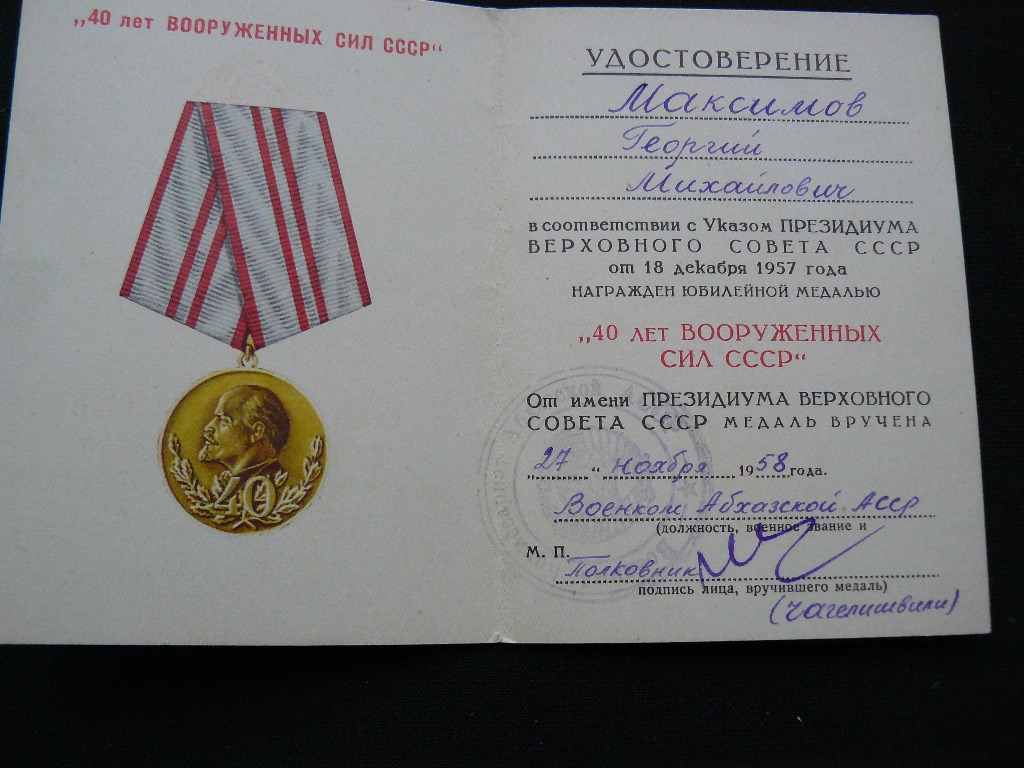 „40 лет ВООРУЖЕННЫХ СИЛ СССР“
40
УДОСТОВЕРЕНИЕ
Максимов
Георгий
Михайлович
в соответствии с Указом ПРЕЗИДИУМА
ВЕРХОВНОГО СОВЕТА СССР
от 18 декабря 1957 года
НАГРАЖДЕН ЮБИЛЕЙНОЙ МЕДАЛЬЮ
„40 ЛЕТ ВООРУЖЕННЫХ
СИЛ СССР“
От имени ПРЕЗИДИУМА ВЕРХОВНОГО
СОВЕТА СССР МЕДАЛЬ ВРУЧЕНА
„27“ ноября 1958 года.
Военком Абхазской АССР
(должность, военное звание и
М. П.
Полковник
подпись лица, вручившего медаль)
(Чагелишвили)